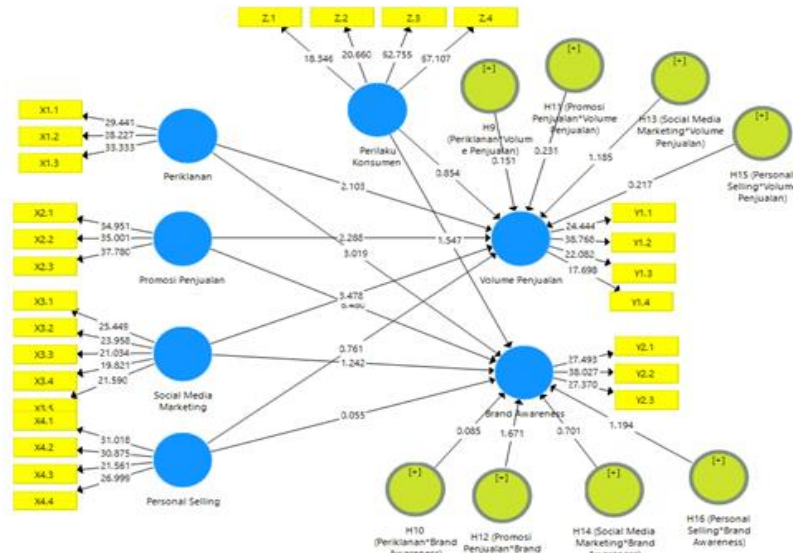 Z.1
Z.2
Z.3
Z.4
18.346
20.660
62.755
67.107
Perilaku
Konsumen
[+]
H9
(Periklanan*Volum
e Penjualan)
[+]
H11 (Promosi
Penjualan*Volume
Penjualan)
[+]
H13 (Social Media
Marketing*Volume
Penjualan)
[+]
H15 (Personal
Selling*Volum
Penjualan)
0.151
0.231
1.185
0.217
X1.1
X1.2
X1.3
29.441
28.227
33.333
Periklanan
0.854
1.547
2.103
3.019
X2.1
X2.2
X2.3
34.951
35.001
37.780
Promosi Penjualan
2.288
Volume Penjualan
24.444
38.768
22.082
17.698
Y1.1
Y1.2
Y1.3
Y1.4
X3.1
X3.2
X3.3
X3.4
X3.5
25.449
23.958
21.034
19.821
21.590
Social Media
Marketing
3.478
0.761
1.242
Brand Awareness
27.493
38.027
27.370
Y2.1
Y2.2
Y2.3
X4.1
X4.2
X4.3
X4.4
31.018
30.875
21.561
26.999
Personal Selling
0.055
0.085
1.671
0.701
1.194
[+]
H10
(Periklanan*Brand
[+]
H12 (Promosi
Penjualan*Brand
[+]
H14 (Social Media
Marketing*Brand
[+]
H16 (Personal
Selling*Brand
Awareness)